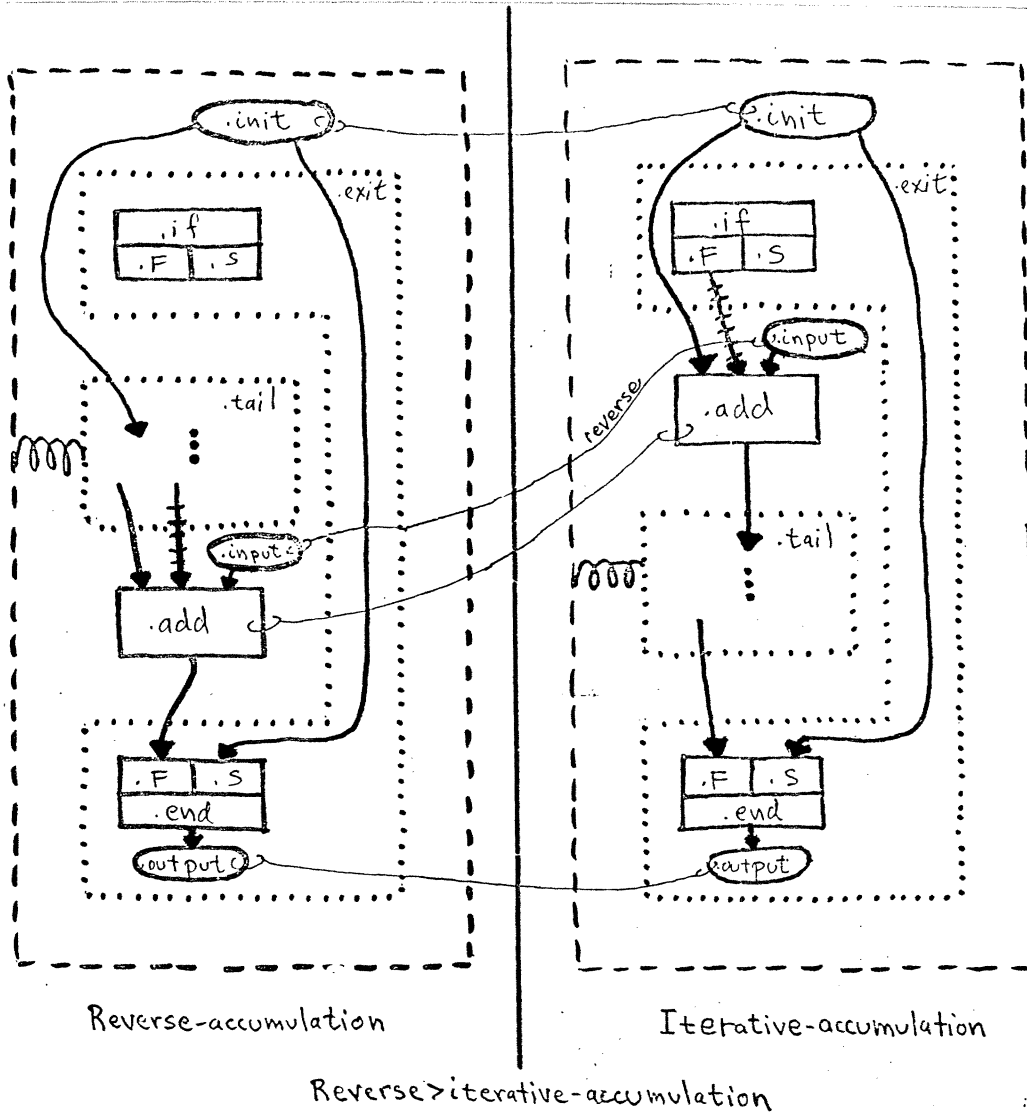 .init
.exit
.if
.F .S
.tail
.input
.add
.F .S
.end
output
Reverse-accumulation
.init
.exit
.if
.F .S
.input
reverse
.add
.tail
.F .S
.end
.output
Iterative-accumulation
Reverse>iterative-accumulation